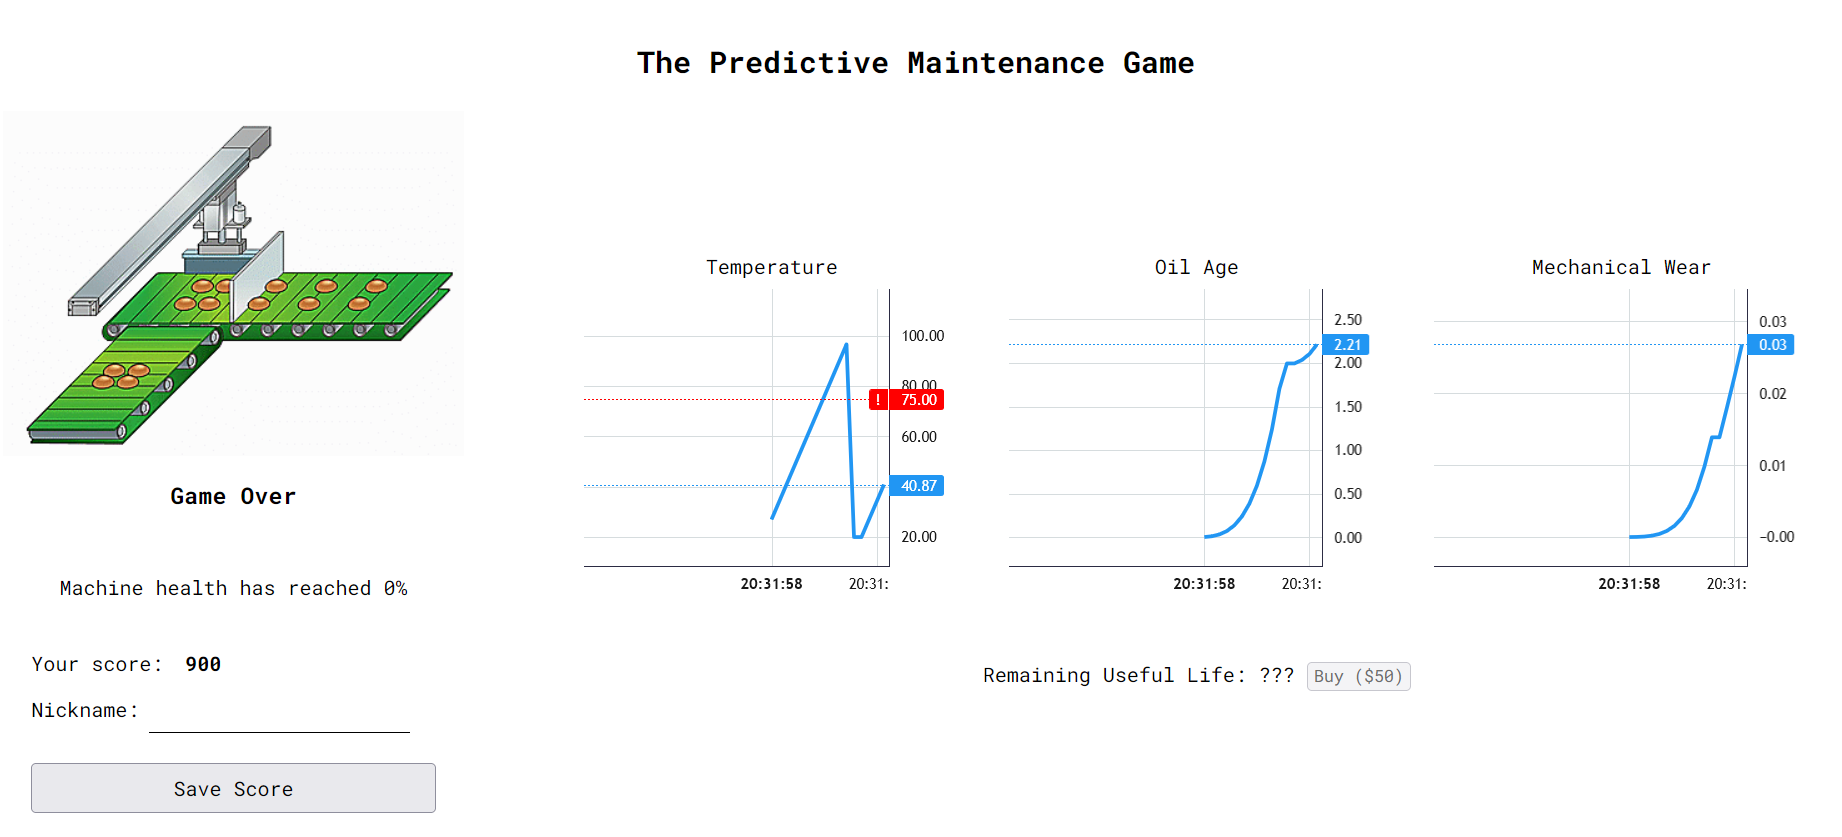 The Predictive Maintenance Game
Game Over
Machine health has reached 0%
Your score: 900
Nickname:
Save Score
Temperature
100.00
80.00
! 75.00
60.00
40.87
20.00
20:31:58 20:31:
Oil Age
2.50
2.21
2.00
1.50
1.00
0.50
0.00
20:31:58 20:31:
Mechanical Wear
0.03
0.03
0.02
0.01
-0.00
20:31:58 20:31:
Remaining Useful Life: ??? Buy ($50)